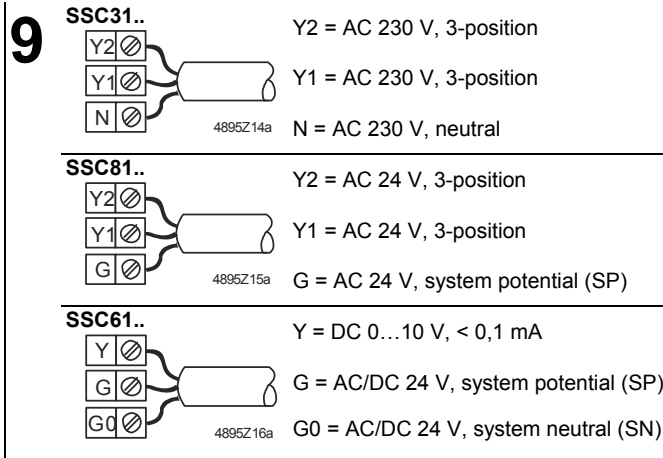 9
SSC31..
Y2
Y2 = AC 230 V, 3-position
Y1
Y1 = AC 230 V, 3-position
N
4895Z14a
N = AC 230 V, neutral
SSC81..
Y2
Y2 = AC 24 V, 3-position
Y1
Y1 = AC 24 V, 3-position
G
4895Z15a
G = AC 24 V, system potential (SP)
SSC61..
Y
Y = DC 0…10 V, < 0,1 mA
G
G = AC/DC 24 V, system potential (SP)
G0
4895Z16a
G0 = AC/DC 24 V, system neutral (SN)